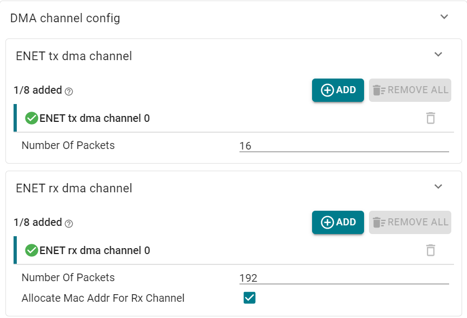 DMA channel config
ENET tx dma channel
1/8 added
ADD
REMOVE ALL
ENET tx dma channel 0
Number Of Packets
16
ENET rx dma channel
1/8 added
ADD
REMOVE ALL
ENET rx dma channel 0
Number Of Packets
192
Allocate Mac Addr For Rx Channel